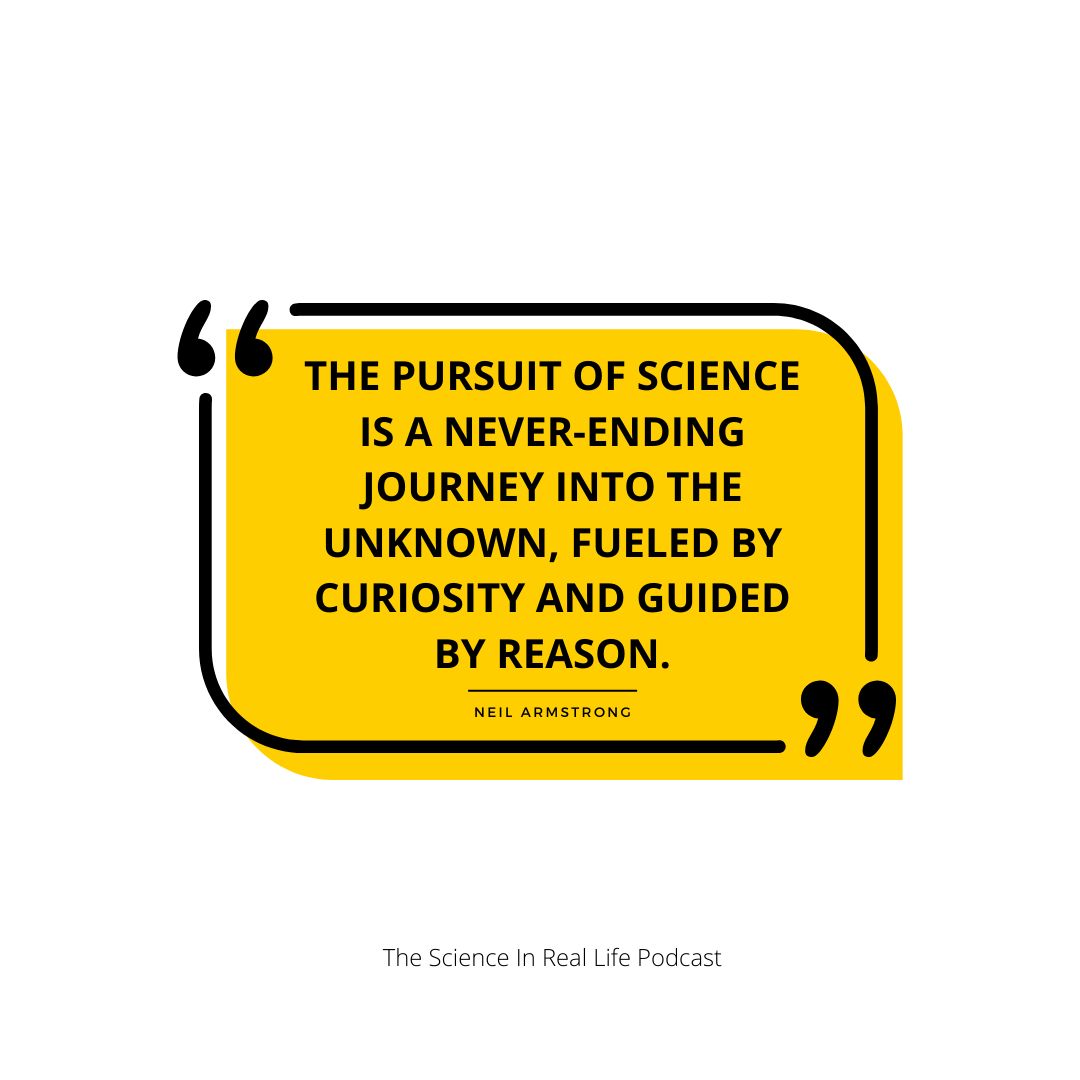 THE PURSUIT OF SCIENCE
IS A NEVER-ENDING
JOURNEY INTO THE
UNKNOWN, FUELED BY
CURIOSITY AND GUIDED
BY REASON.
NEIL ARMSTRONG
The Science In Real Life Podcast